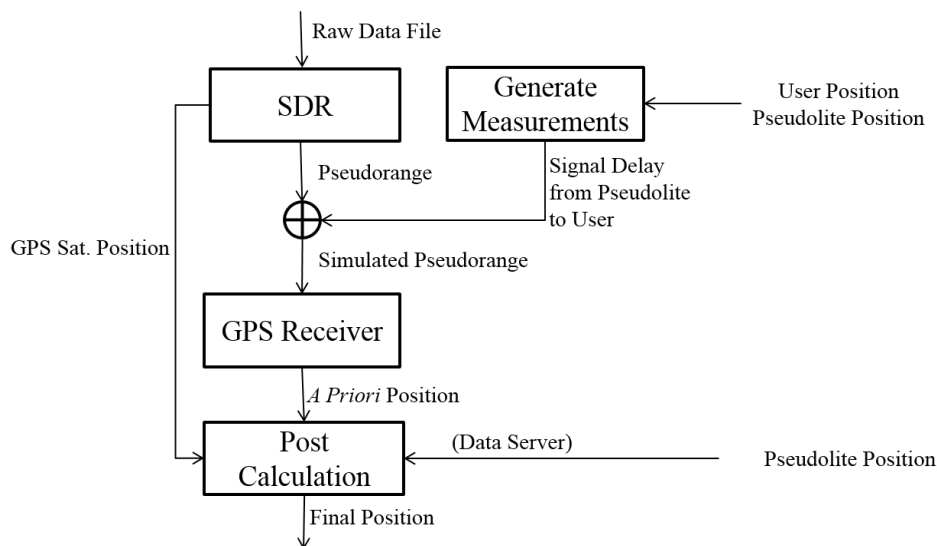 Raw Data File
SDR
Generate
Measurements
User Position
Pseudolite Position
Pseudorange
Signal Delay
from Pseudolite
to User
GPS Sat. Position
Simulated Pseudorange
GPS Receiver
A Priori Position
Post
Calculation
(Data Server)
Pseudolite Position
Final Position